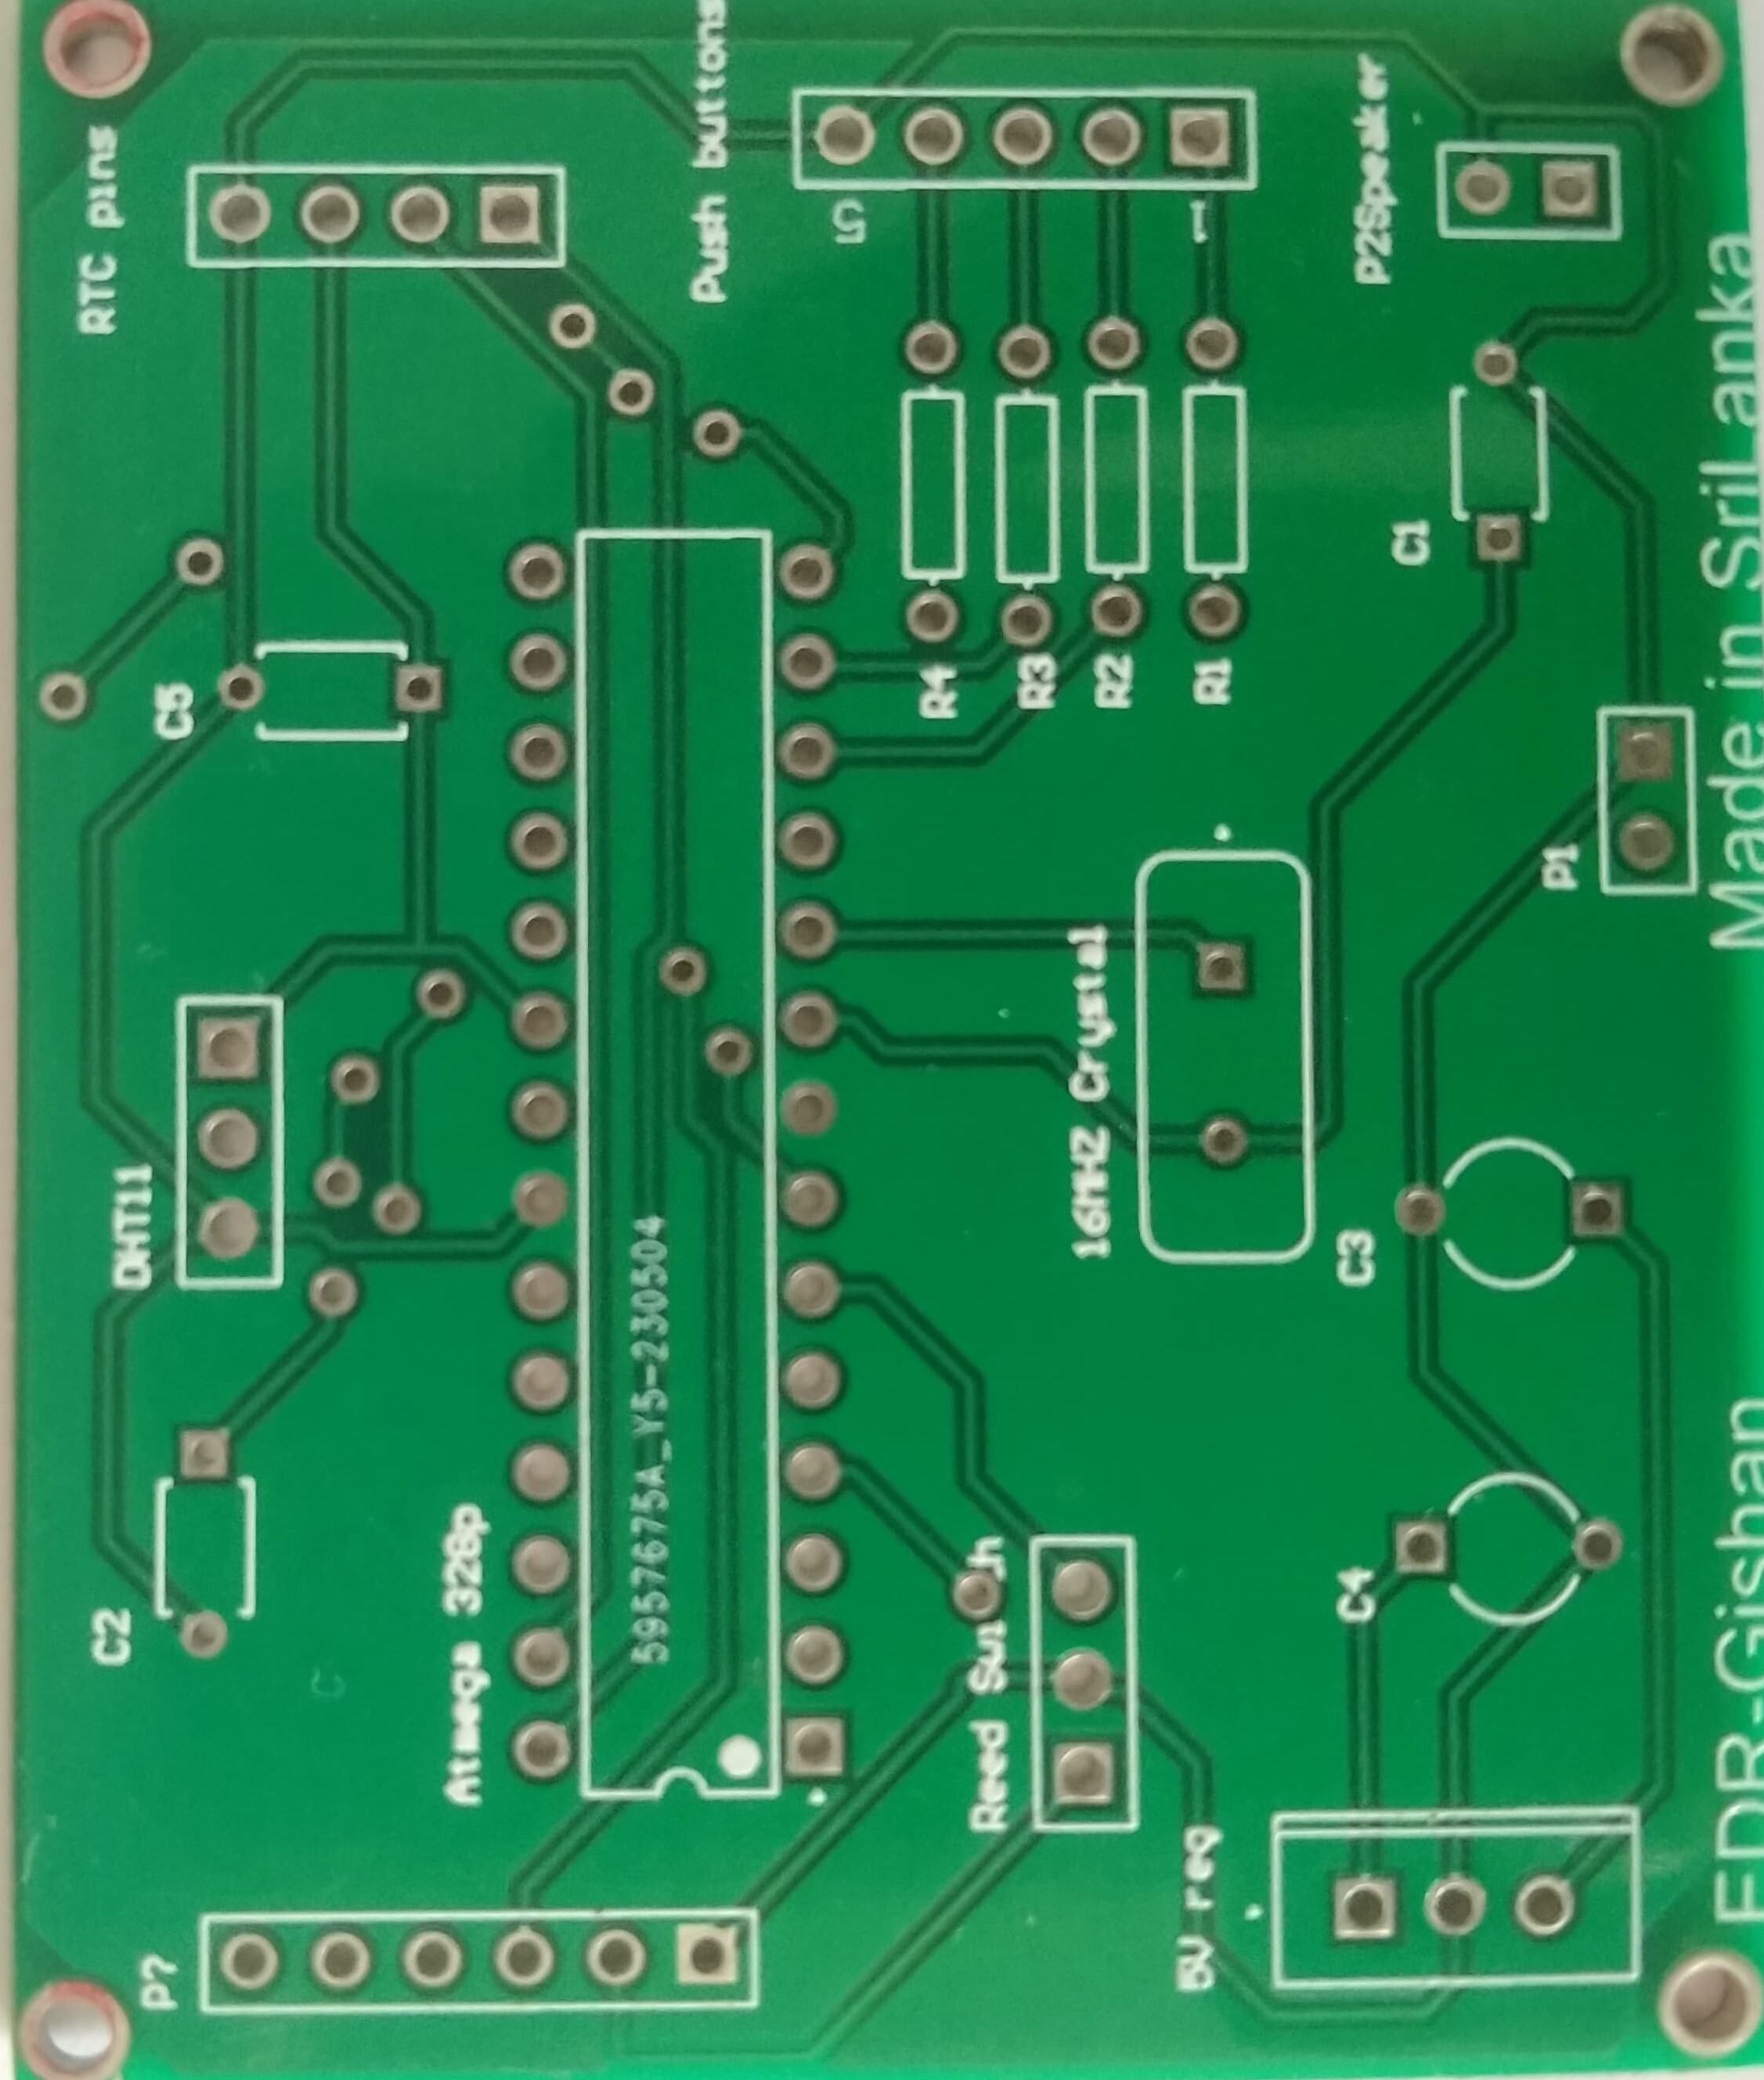 RTC pins
Push buttons
P2Speaker
5
1
C5
R4
R3
R2
R1
C1
P1
Made in SriLanka
DHT11
16MHZ Crystal
C3
C2
Atmega 328p
5957675A_Y5-230504
Reed
C4
EDR-Gishan
P7
5V reg